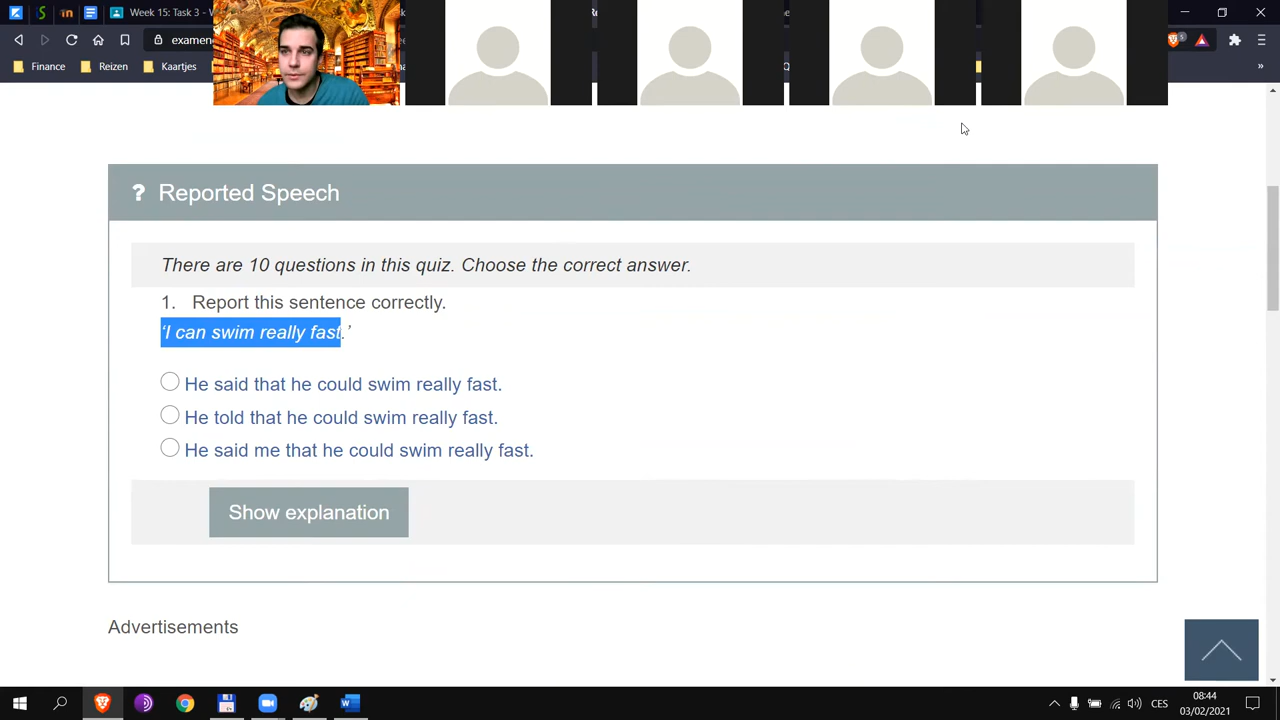 Week 15: Task 3 -
examen
Finance
Reizen
Kaartjes
»
? Reported Speech
There are 10 questions in this quiz. Choose the correct answer.
1. Report this sentence correctly.
‘I can swim really fast.’
He said that he could swim really fast.
He told that he could swim really fast.
He said me that he could swim really fast.
Show explanation
Advertisements
CES
08:44
03/02/2021